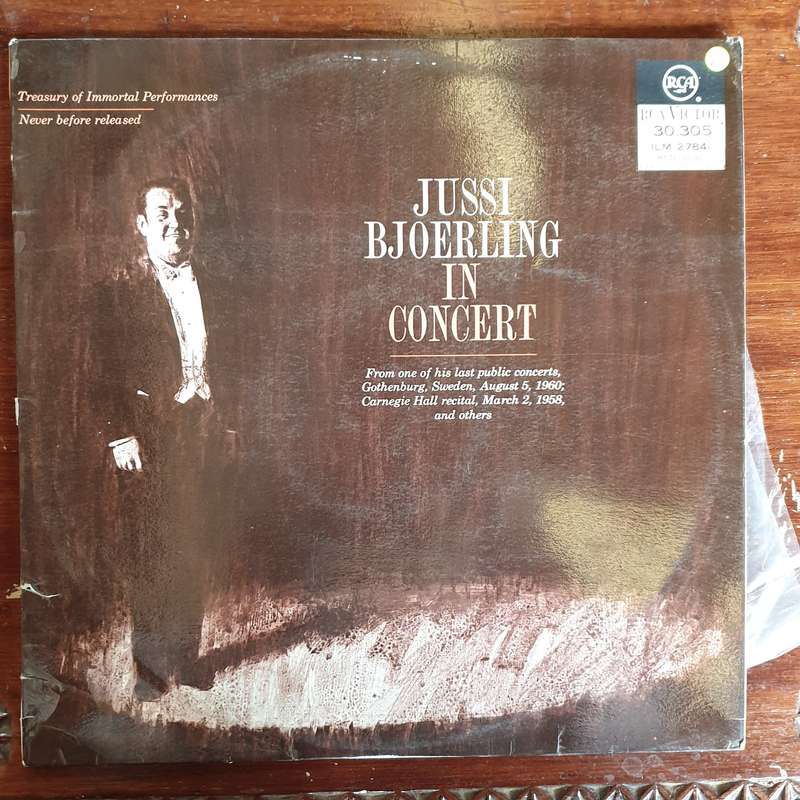 Treasury of Immortal Performances
Never before released
RCA
RCA VICTOR
30.305
ILM 2784
JUSSI
BJOERLING
IN
CONCERT
From one of his last public concerts,
Gothenburg, Sweden, August 5, 1960;
Carnegie Hall recital, March 2, 1958,
and others